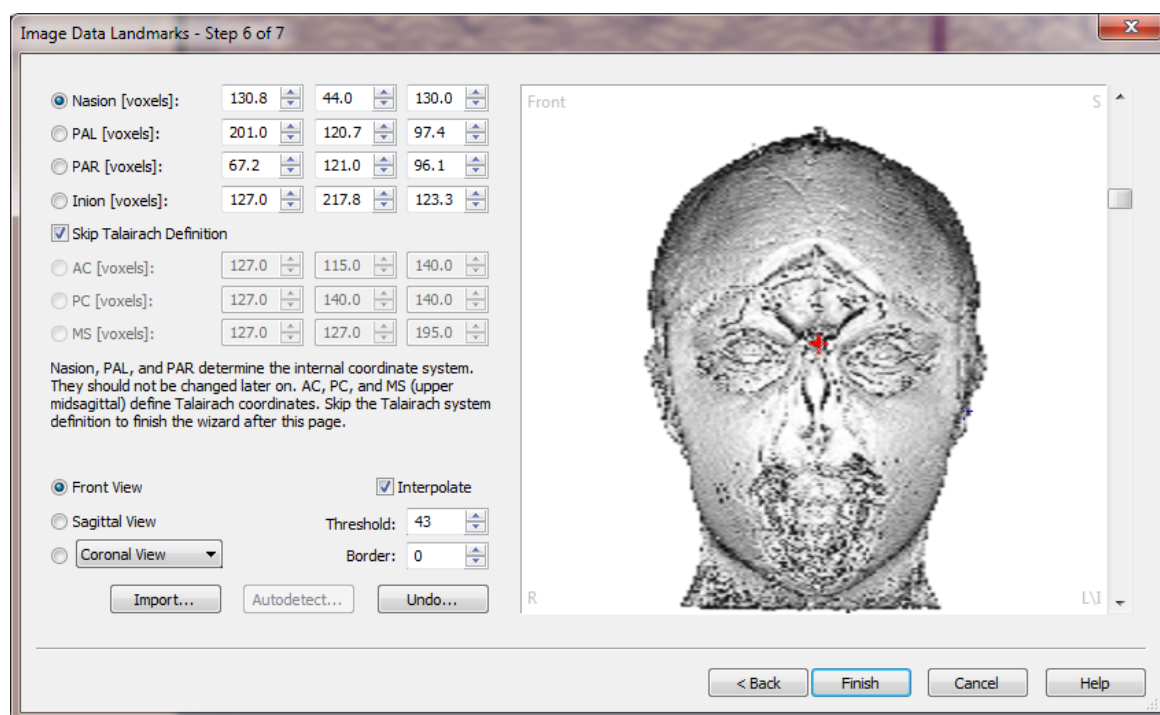 Image Data Landmarks - Step 6 of 7
Nasion [voxels]: 130.8 44.0 130.0
PAL [voxels]: 201.0 120.7 97.4
PAR [voxels]: 67.2 121.0 96.1
Inion [voxels]: 127.0 217.8 123.3
Skip Talairach Definition
AC [voxels]: 127.0 115.0 140.0
PC [voxels]: 127.0 140.0 140.0
MS [voxels]: 127.0 127.0 195.0
Nasion, PAL, and PAR determine the internal coordinate system.
They should not be changed later on. AC, PC, and MS (upper
midsagittal) define Talairach coordinates. Skip the Talairach system
definition to finish the wizard after this page.
Front View Interpolate
Sagittal View Threshold: 43
Coronal View Border: 0
Import... Autodetect... Undo...
Front S
R L\I
< Back Finish Cancel Help